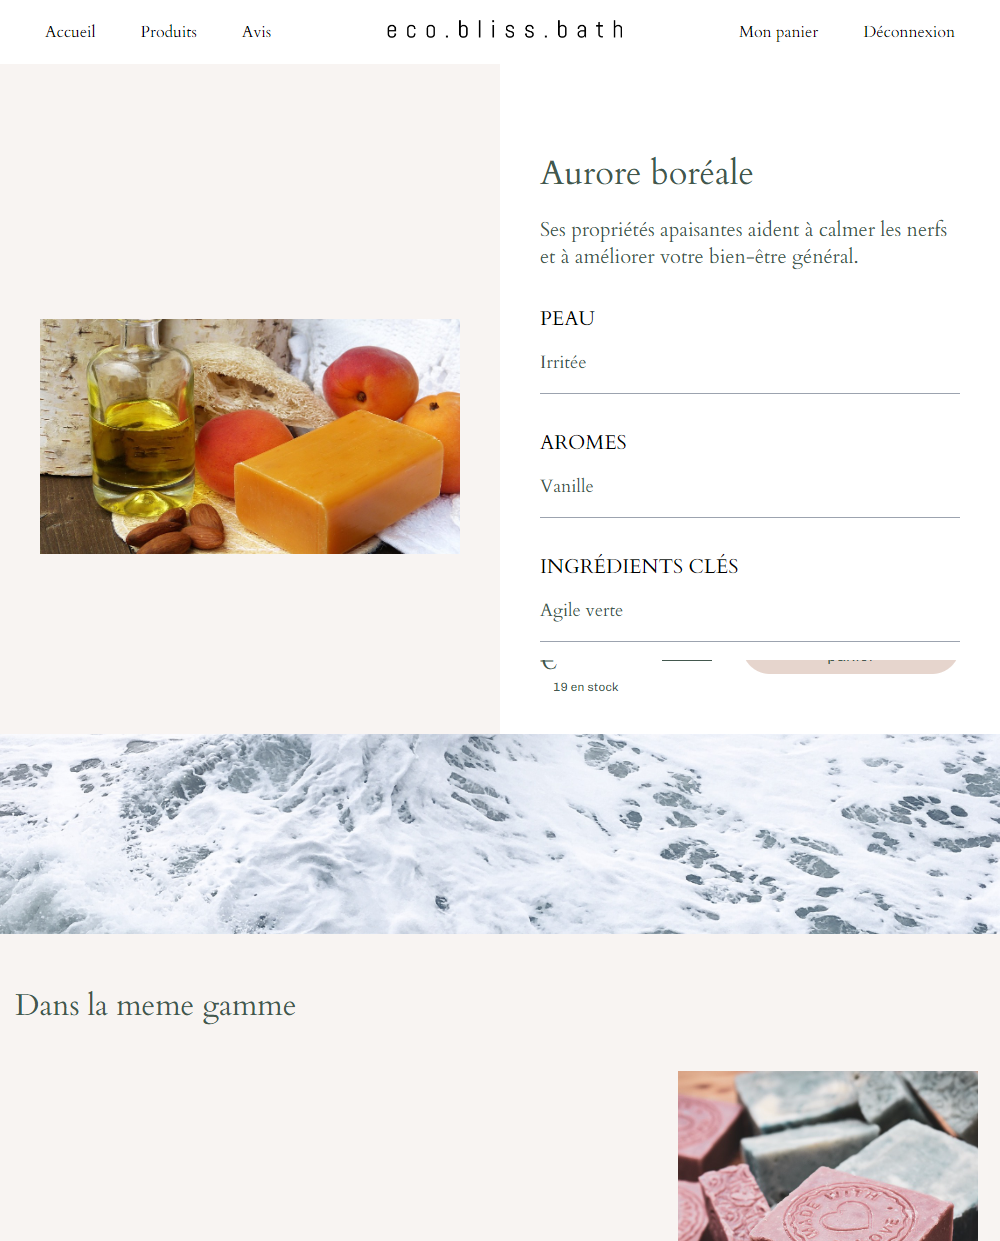 Accueil Produits Avis eco.bliss.bath Mon panier Déconnexion
Aurore boréale
Ses propriétés apaisantes aident à calmer les nerfs
et à améliorer votre bien-être général.
PEAU
Irritée
AROMES
Vanille
INGRÉDIENTS CLÉS
Agile verte
19 en stock
Dans la meme gamme
MADE WITH